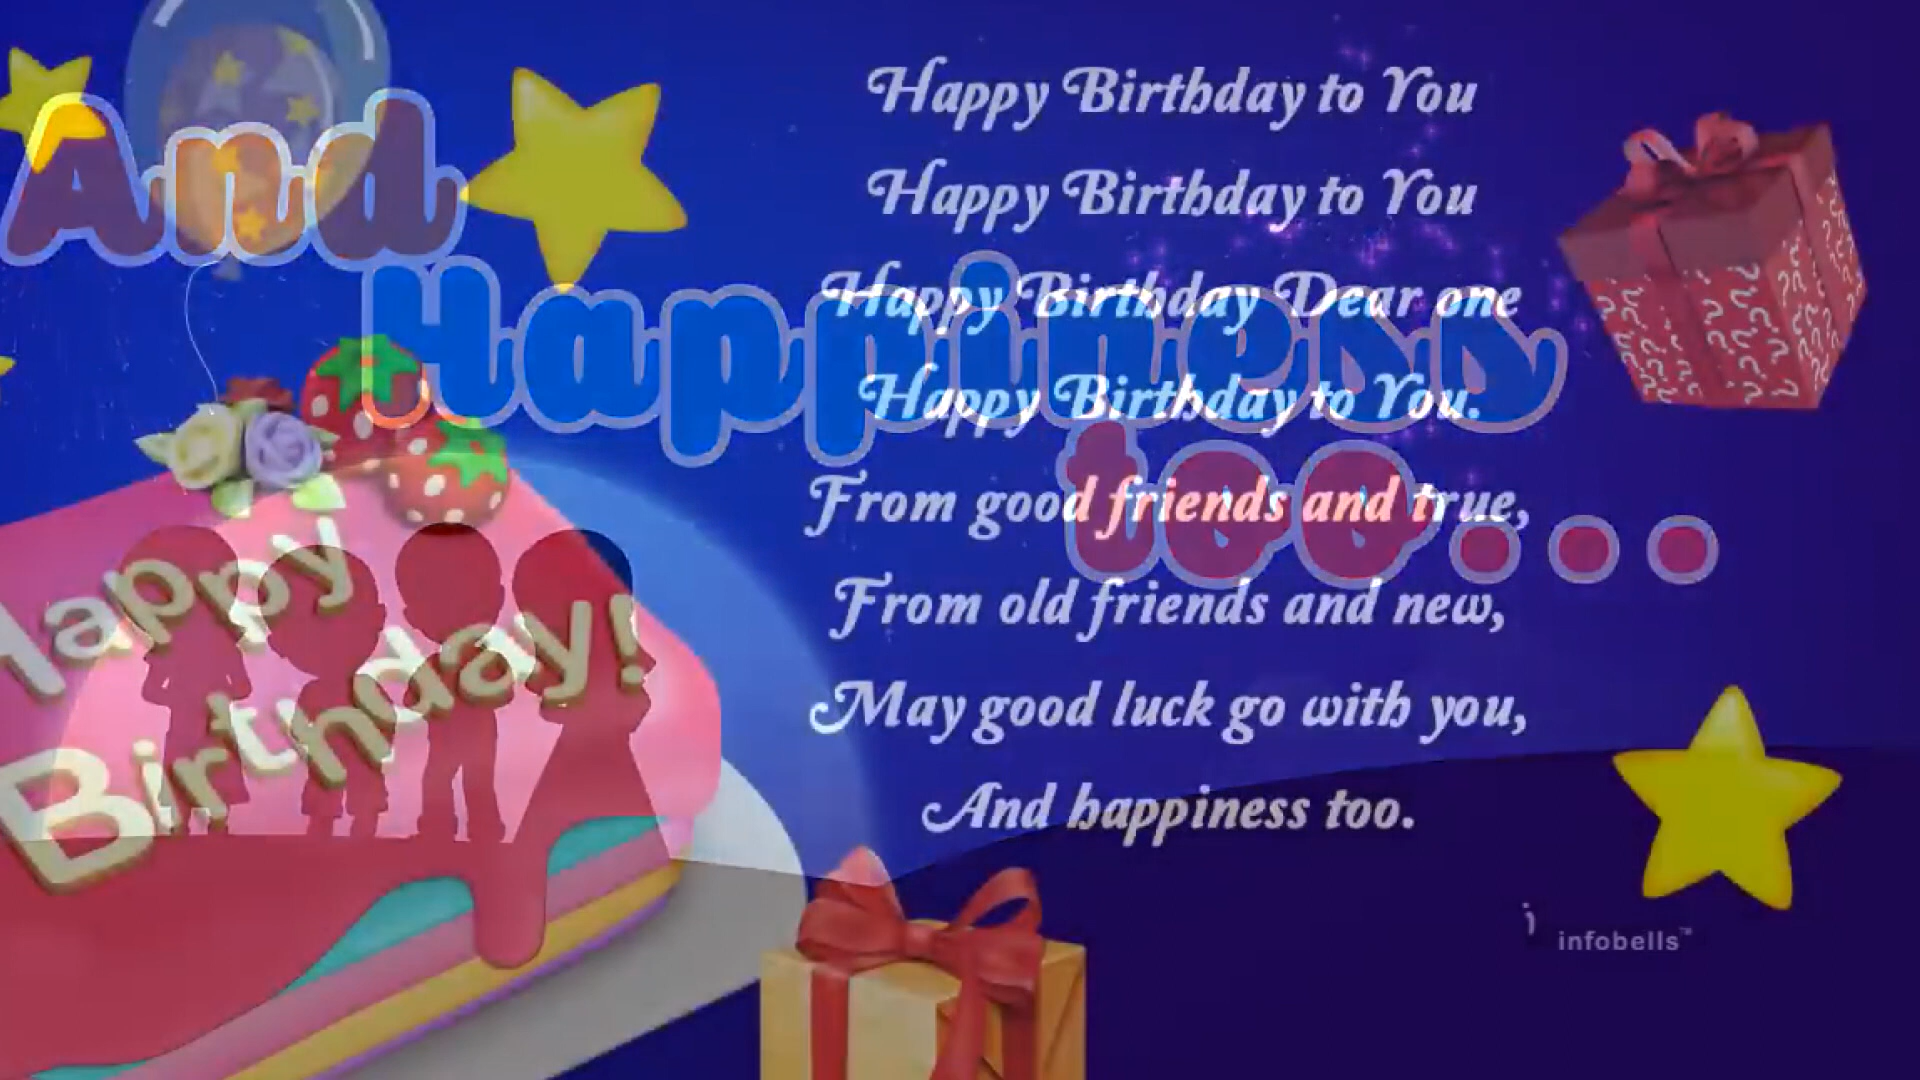 And
Happiness
too...
Happy Birthday to You
Happy Birthday to You
Happy Birthday Dear one
Happy Birthday to You.
From good friends and true,
From old friends and new,
May good luck go with you,
And happiness too.
Happy
Birthday!
infobells™